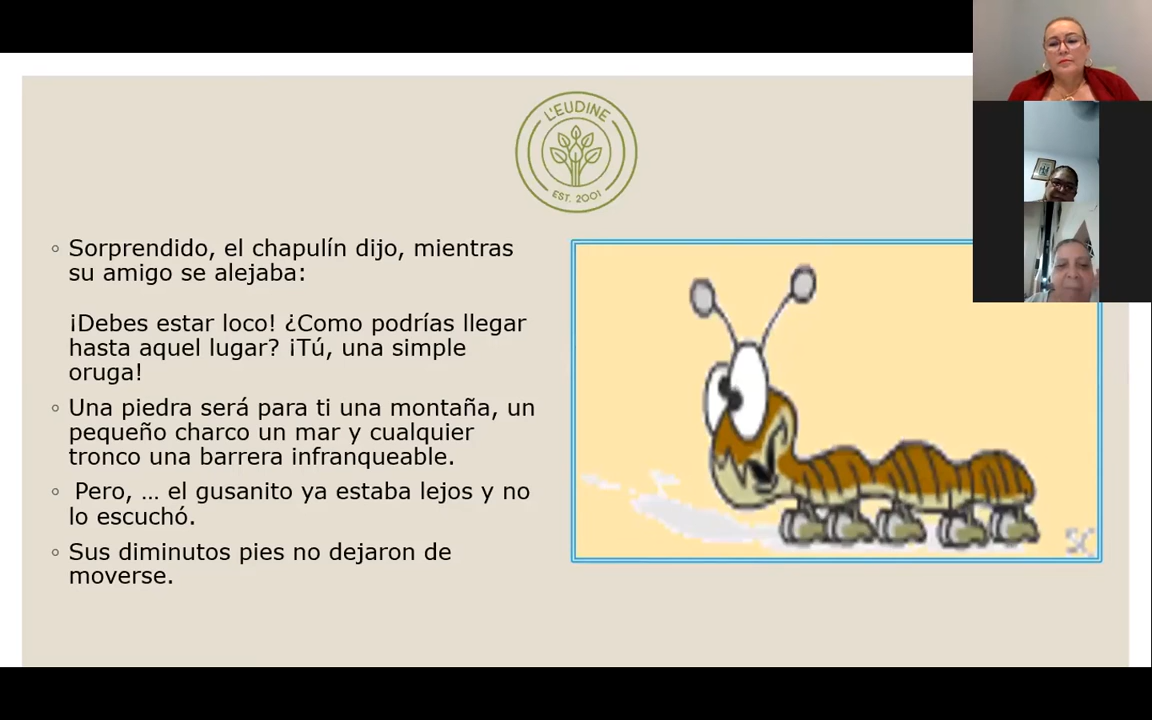 L'EUDINE
EST. 2001
◦ Sorprendido, el chapulín dijo, mientras
su amigo se alejaba:
¡Debes estar loco! ¿Como podrías llegar
hasta aquel lugar? ¡Tú, una simple
oruga!
◦ Una piedra será para ti una montaña, un
pequeño charco un mar y cualquier
tronco una barrera infranqueable.
◦ Pero, ... el gusanito ya estaba lejos y no
lo escuchó.
◦ Sus diminutos pies no dejaron de
moverse.
SC